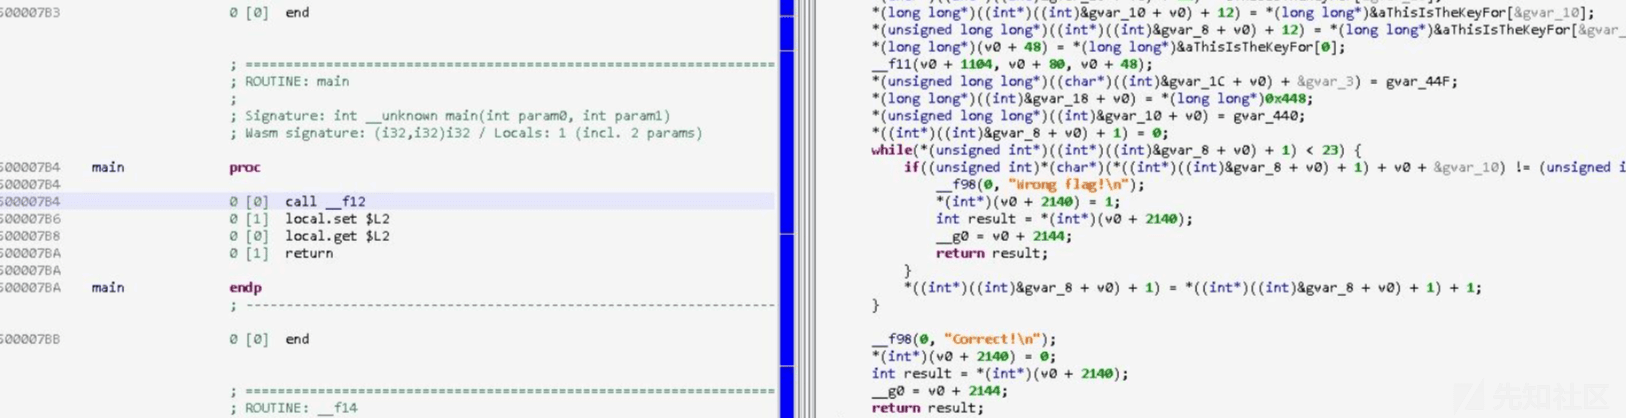 500007B3 0 [0] end
; ROUTINE: main
;
; Signature: int __unknown main(int param0, int param1)
; Wasm signature: (i32,i32)i32 / Locals: 1 (incl. 2 params)
500007B4 main proc
500007B4
500007B4 0 [0] call __f12
500007B6 0 [1] local.set $L2
500007B8 0 [0] local.get $L2
500007BA 0 [1] return
500007BA
500007BA main endp
500007BB 0 [0] end
; ROUTINE: __f14
*(long long*)((int*)((int)&gvar_10 + v0) + 12) = *(long long*)&aThisIsTheKeyFor[&gvar_10];
*(unsigned long long*)((int*)((int)&gvar_8 + v0) + 12) = *(unsigned long long*)&aThisIsTheKeyFor[&gvar_
*(long long*)(v0 + 48) = *(long long*)&aThisIsTheKeyFor[0];
__f11(v0 + 1104, v0 + 80, v0 + 48);
*(unsigned long long*)((char*)((int)&gvar_1C + v0) + &gvar_3) = gvar_44F;
*(long long*)((int)&gvar_18 + v0) = *(long long*)0x448;
*(unsigned long long*)((int)&gvar_10 + v0) = gvar_440;
*((int*)((int)&gvar_8 + v0) + 1) = 0;
while(*(unsigned int*)((int*)((int)&gvar_8 + v0) + 1) < 23) {
if((unsigned int)*(char*)(*((int*)((int)&gvar_8 + v0) + 1) + v0 + &gvar_10) != (unsigned i
__f98(0, "Wrong flag!\n");
*(int*)(v0 + 2140) = 1;
int result = *(int*)(v0 + 2140);
__g0 = v0 + 2144;
return result;
}
*((int*)((int)&gvar_8 + v0) + 1) = *((int*)((int)&gvar_8 + v0) + 1) + 1;
}
__f98(0, "Correct!\n");
*(int*)(v0 + 2140) = 0;
int result = *(int*)(v0 + 2140);
__g0 = v0 + 2144;
return result;
先知社区